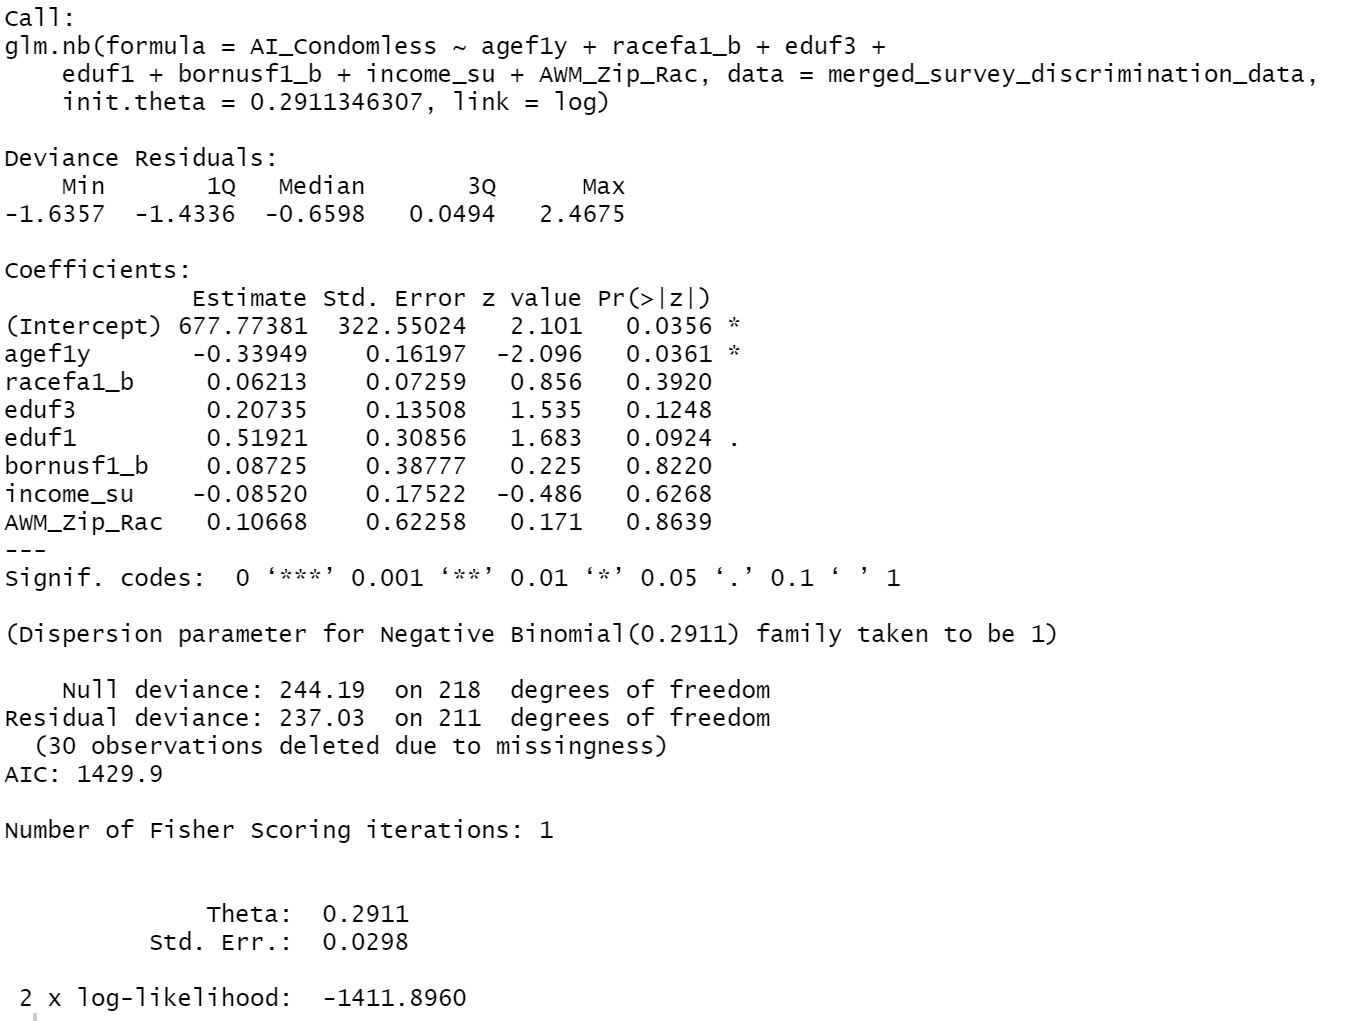 Call:
glm.nb(formula = AI_Condomless ~ agef1y + racefa1_b + eduf3 +
    eduf1 + bornusf1_b + income_su + AWM_Zip_Rac, data = merged_survey_discrimination_data,
    init.theta = 0.2911346307, link = log)

Deviance Residuals:
    Min       1Q   Median       3Q      Max
-1.6357  -1.4336  -0.6598   0.0494   2.4675

Coefficients:
             Estimate Std. Error z value Pr(>|z|)
(Intercept) 677.77381  322.55024   2.101   0.0356 *
agef1y       -0.33949    0.16197  -2.096   0.0361 *
racefa1_b     0.06213    0.07259   0.856   0.3920
eduf3         0.20735    0.13508   1.535   0.1248
eduf1         0.51921    0.30856   1.683   0.0924 .
bornusf1_b    0.08725    0.38777   0.225   0.8220
income_su    -0.08520    0.17522  -0.486   0.6268
AWM_Zip_Rac   0.10668    0.62258   0.171   0.8639
---
Signif. codes:  0 ‘***’ 0.001 ‘**’ 0.01 ‘*’ 0.05 ‘.’ 0.1 ‘ ’ 1

(Dispersion parameter for Negative Binomial(0.2911) family taken to be 1)

    Null deviance: 244.19  on 218  degrees of freedom
Residual deviance: 237.03  on 211  degrees of freedom
  (30 observations deleted due to missingness)
AIC: 1429.9

Number of Fisher Scoring iterations: 1


              Theta:  0.2911
          Std. Err.:  0.0298

 2 x log-likelihood:  -1411.8960